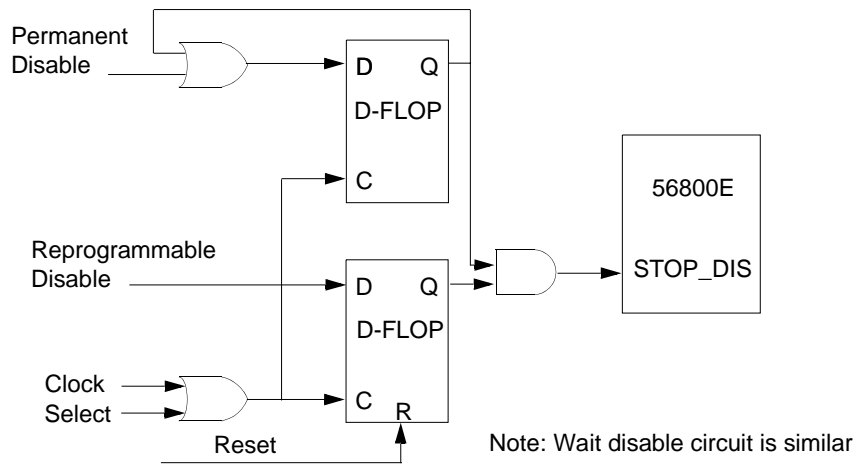 Permanent
Disable
D Q
D-FLOP
C
56800E
STOP_DIS
Reprogrammable
Disable
D Q
D-FLOP
C
R
Clock
Select
Reset
Note: Wait disable circuit is similar